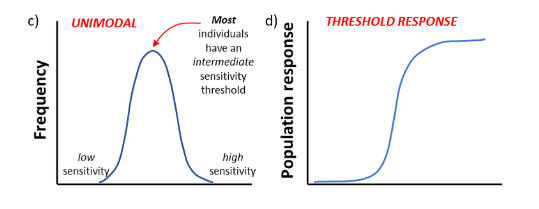 c)
UNIMODAL
Most
individuals
have an
intermediate
sensitivity
threshold
Frequency
low
sensitivity
high
sensitivity
d)
THRESHOLD RESPONSE
Population response